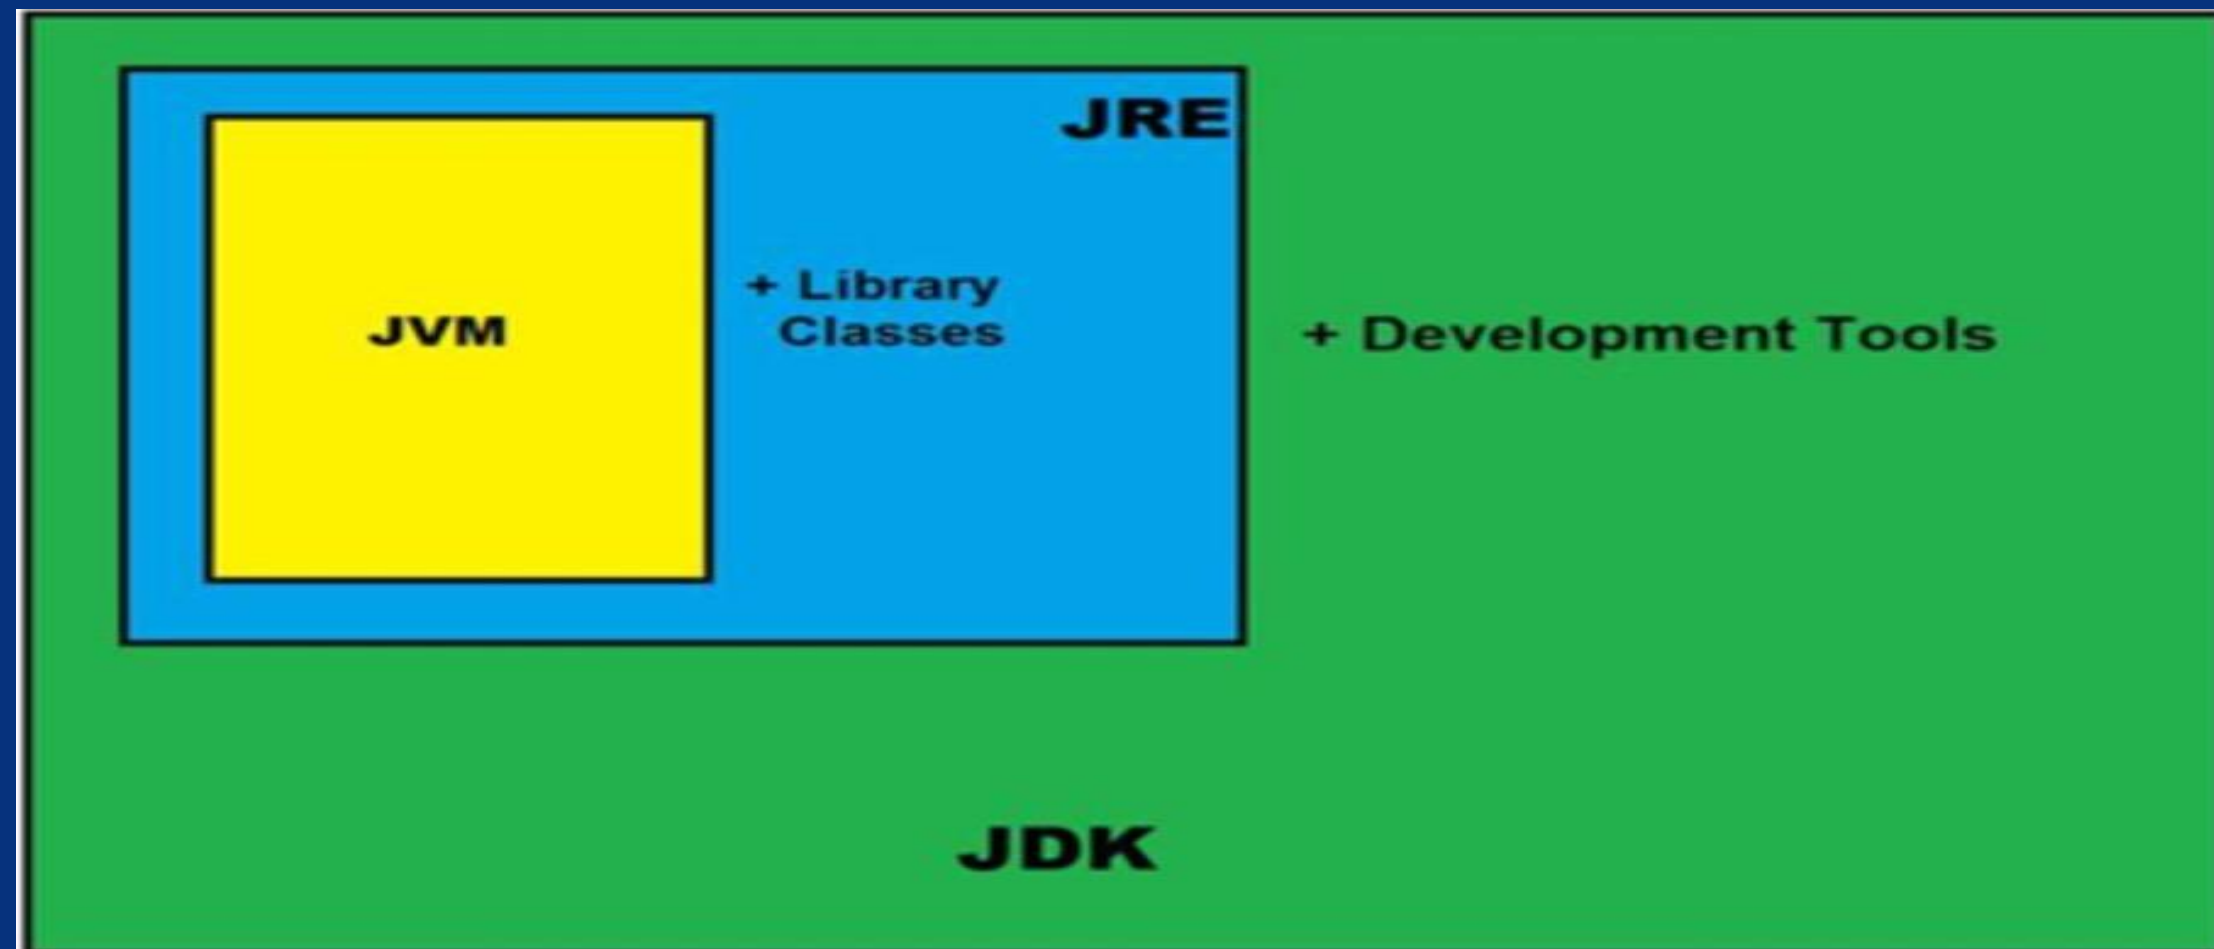 JRE
+ Library
Classes
JVM
+ Development Tools
JDK